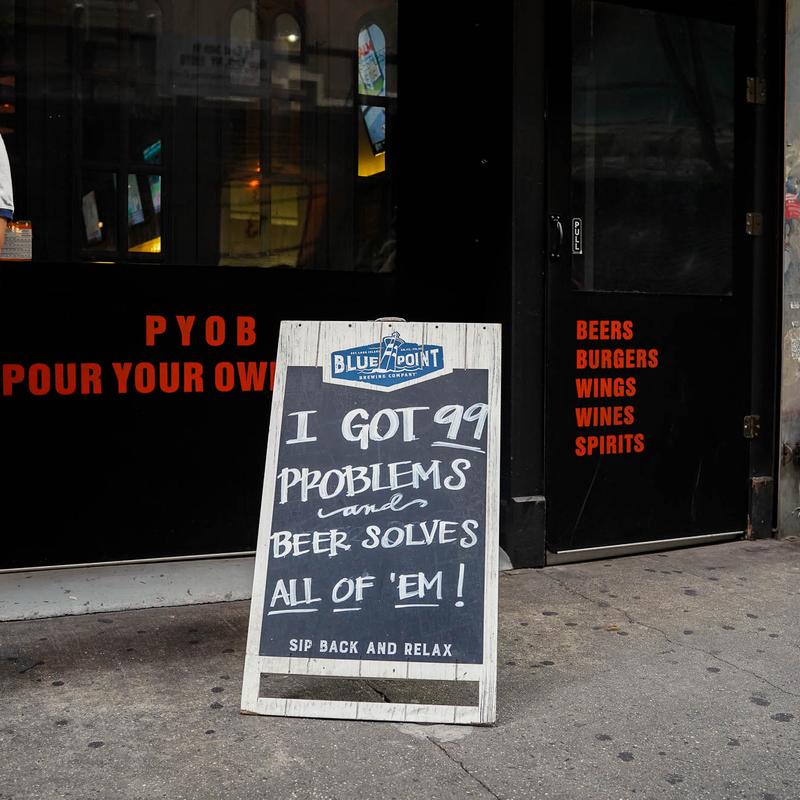 PYOB
POUR YOUR OW
BLUE POINT
BREWING COMPANY
I GOT 99
PROBLEMS
and
BEER SOLVES
ALL OF 'EM!
SIP BACK AND RELAX
PULL
BEERS
BURGERS
WINGS
WINES
SPIRITS